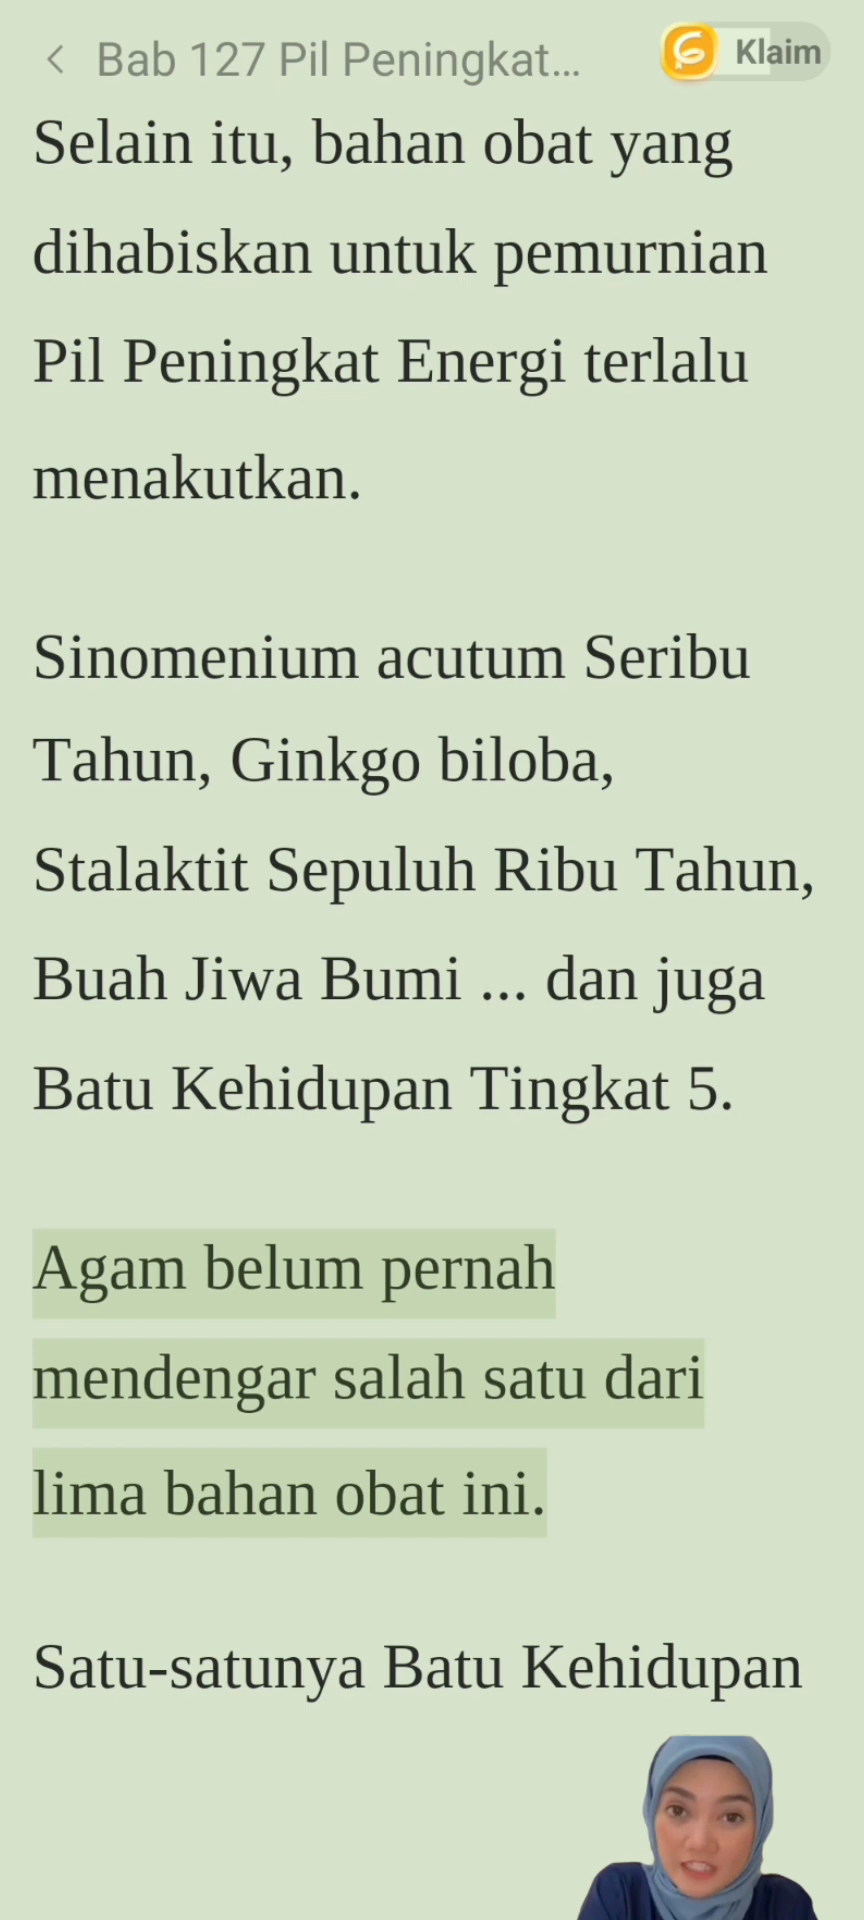 Bab 127 Pil Peningkat...
Klaim
Selain itu, bahan obat yang
dihabiskan untuk pemurnian
Pil Peningkat Energi terlalu
menakutkan.
Sinomenium acutum Seribu
Tahun, Ginkgo biloba,
Stalaktit Sepuluh Ribu Tahun,
Buah Jiwa Bumi ... dan juga
Batu Kehidupan Tingkat 5.
Agam belum pernah
mendengar salah satu dari
lima bahan obat ini.
Satu-satunya Batu Kehidupan